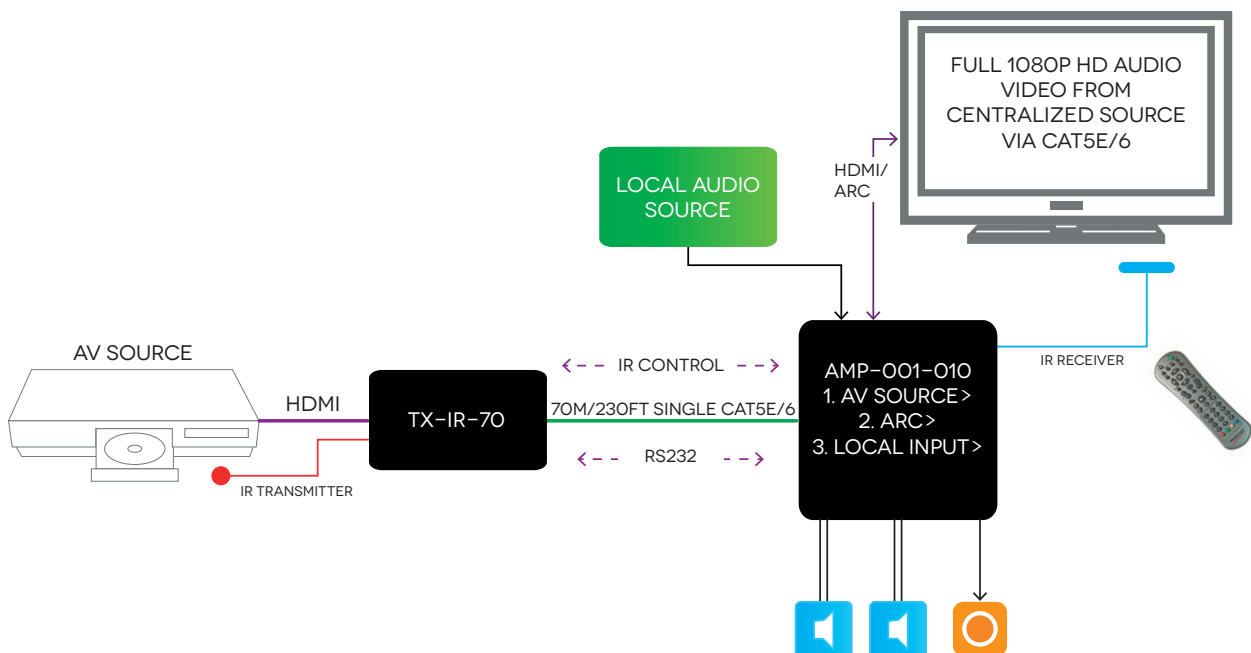 FULL 1080P HD AUDIO
VIDEO FROM
CENTRALIZED SOURCE
VIA CAT5E/6
HDMI/
ARC
LOCAL AUDIO
SOURCE
AV SOURCE
HDMI
TX-IR-70
IR CONTROL
70M/230FT SINGLE CAT5E/6
RS232
IR TRANSMITTER
AMP-001-010
1. AV SOURCE>
2. ARC>
3. LOCAL INPUT>
IR RECEIVER